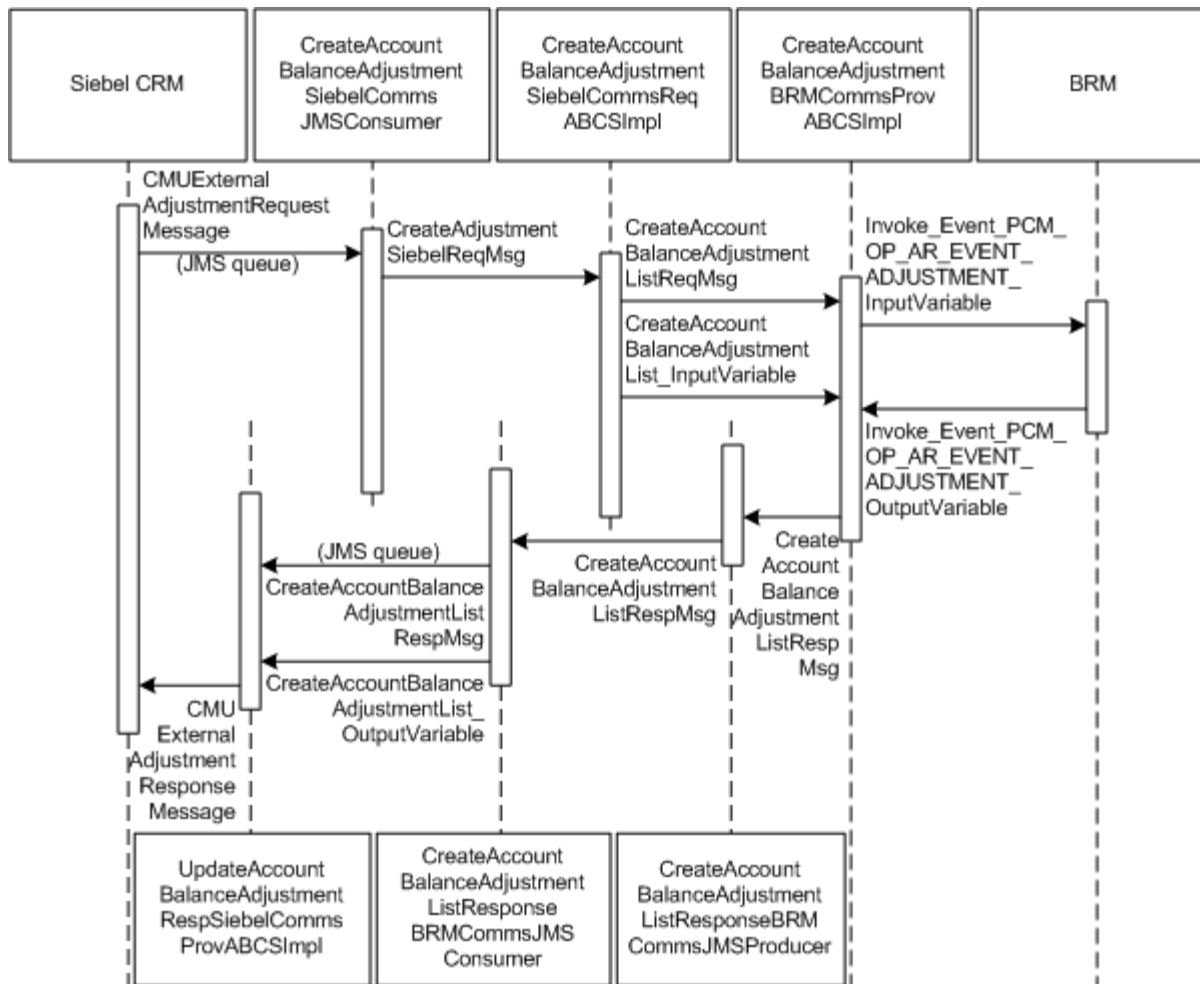 Siebel CRM
CreateAccount
BalanceAdjustment
SiebelComms
JMSConsumer
CreateAccount
BalanceAdjustment
SiebelCommsReq
ABCSImpl
CreateAccount
BalanceAdjustment
BRMCommsProv
ABCSImpl
BRM
CMUExternal
AdjustmentRequest
Message
(JMS queue)
CreateAdjustment
SiebelReqMsg
CreateAccount
BalanceAdjustment
ListReqMsg
CreateAccount
BalanceAdjustment
List_InputVariable
Invoke_Event_PCM_
OP_AR_EVENT_
ADJUSTMENT_
InputVariable
Invoke_Event_PCM_
OP_AR_EVENT_
ADJUSTMENT_
OutputVariable
Create
Account
Balance
Adjustment
ListResp
Msg
CreateAccount
BalanceAdjustment
ListRespMsg
(JMS queue)
CreateAccountBalance
AdjustmentList
RespMsg
CreateAccountBalance
AdjustmentList_
OutputVariable
CMU
External
Adjustment
Response
Message
UpdateAccount
BalanceAdjustment
RespSiebelComms
ProvABCSImpl
CreateAccount
BalanceAdjustment
ListResponse
BRMCommsJMS
Consumer
CreateAccount
BalanceAdjustment
ListResponseBRM
CommsJMSProducer